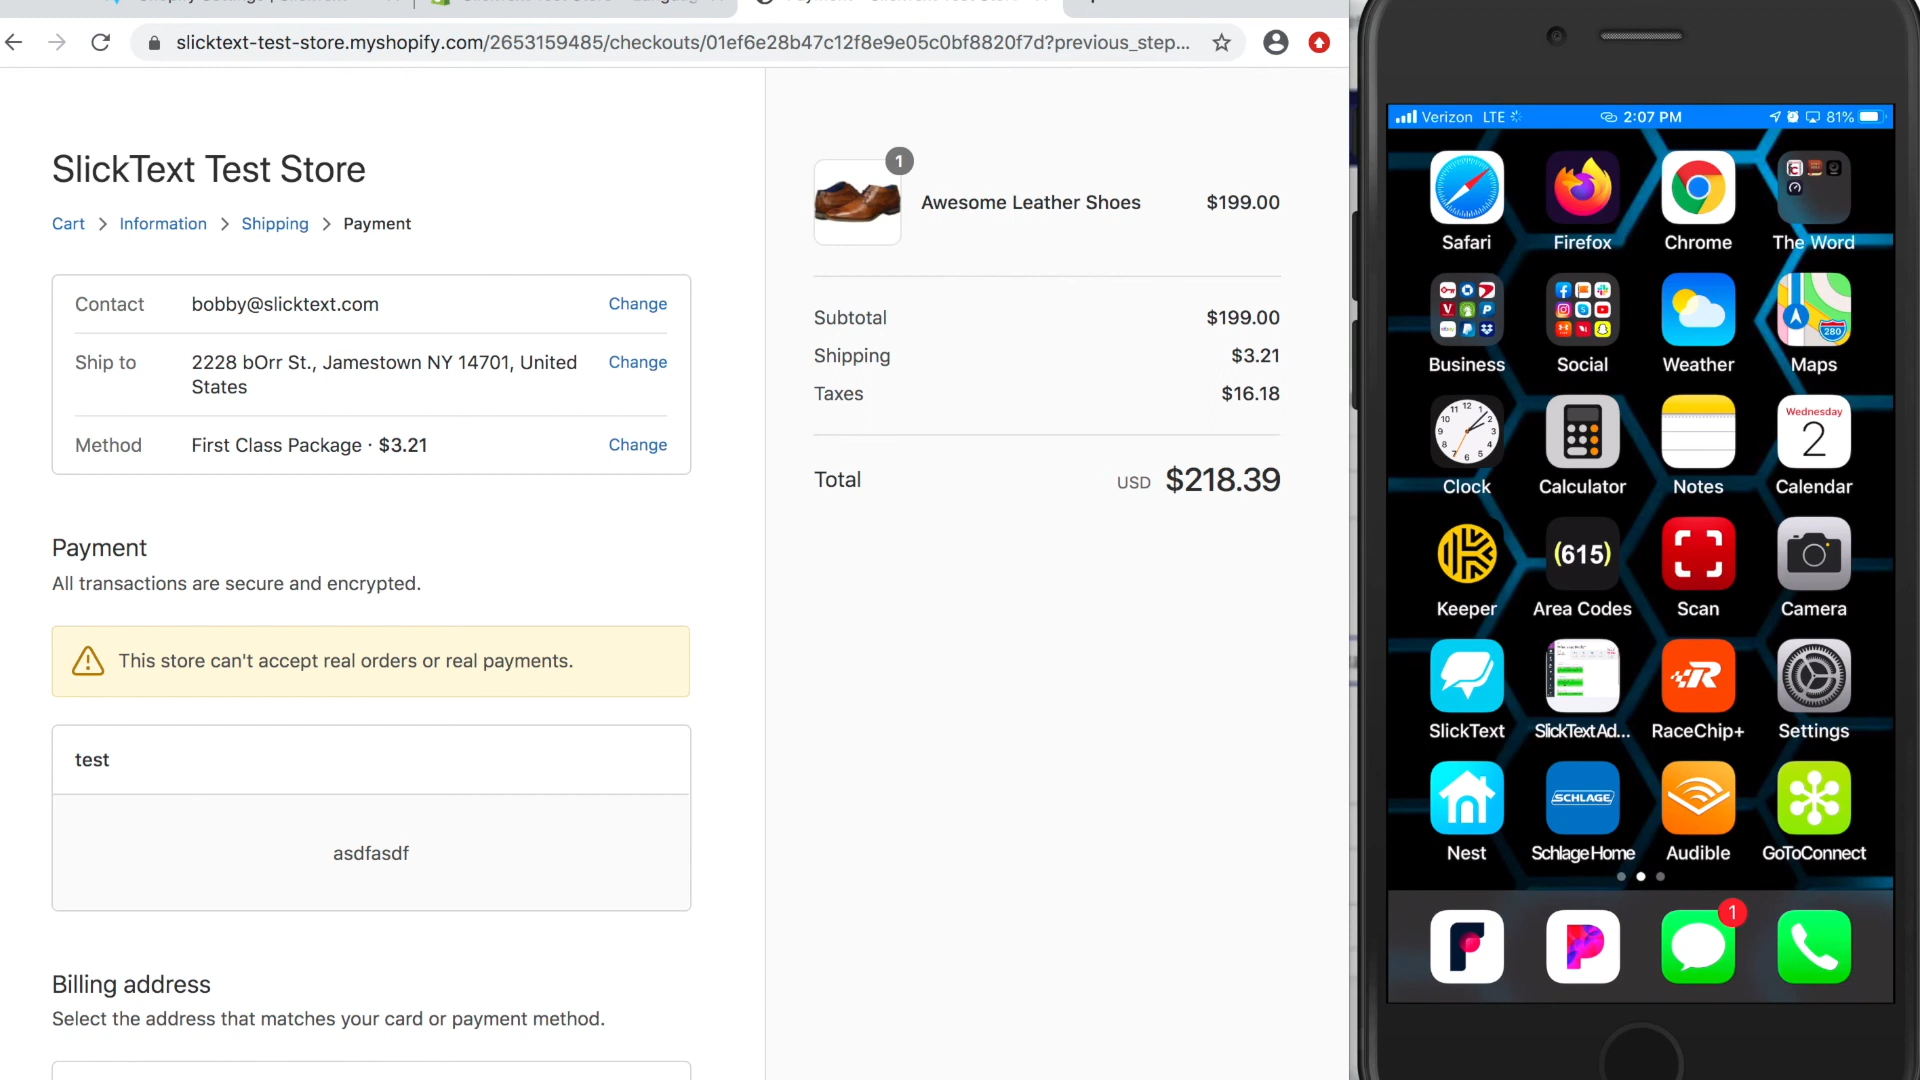 slicktext-test-store.myshopify.com/2653159485/checkouts/01ef6e28b47c12f8e9e05c0bf8820f7d?previous_step...
SlickText Test Store
Cart > Information > Shipping > Payment
Contact bobby@slicktext.com Change
Ship to 2228 bOrr St., Jamestown NY 14701, United Change
States
Method First Class Package · $3.21 Change
Payment
All transactions are secure and encrypted.
This store can't accept real orders or real payments.
test
asdfasdf
Billing address
Select the address that matches your card or payment method.
1
Awesome Leather Shoes $199.00
Subtotal $199.00
Shipping $3.21
Taxes $16.18
Total USD $218.39
Verizon LTE 2:07 PM 81%
Safari Firefox Chrome The Word
280
Business Social Weather Maps
Wednesday
2
Clock Calculator Notes Calendar
(615)
Keeper Area Codes Scan Camera
SlickText SlickTextAd... RaceChip+ Settings
SCHLAGE
Nest Schlage Home Audible GoToConnect
1